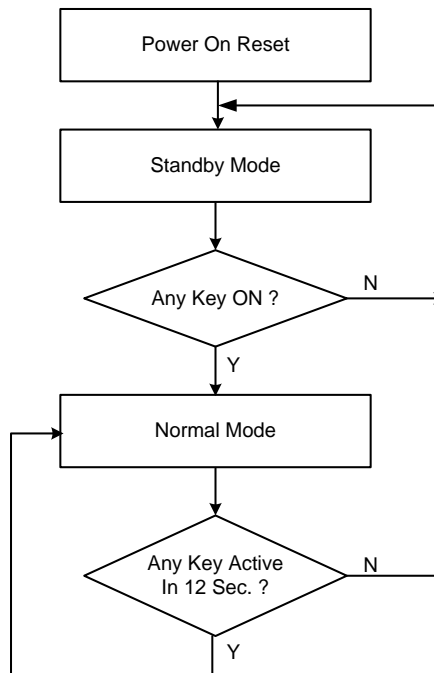 Power On Reset
Standby Mode
Any Key ON ?
N
Y
Normal Mode
Any Key Active
In 12 Sec. ?
N
Y